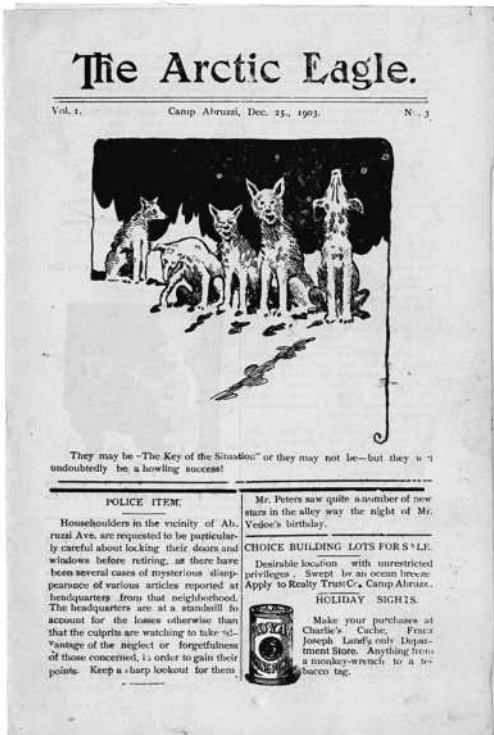 The Arctic Eagle.
Vol. 1. Camp Abruzzi, Dec. 25., 1903. No. 3
They may be "The Key of the Situation" or they may not be—but they
undoubtedly be a howling success!
POLICE ITEM.
Househoulders in the vicinity of Ab-
ruzzi Ave. are requested to be particular-
ly careful about locking their doors and
windows before retiring, as there have
been several cases of mysterious disap-
pearance of various articles reported at
headquarters from that neighborhood.
The headquarters are at a standstill to
account for the losses otherwise than
that the culprits are watching to take ad-
vantage of the neglect or forgetfulness
of those concerned, in order to gain their
points. Keep a sharp lookout for them
Mr. Peters saw quite a number of new
stars in the alley way the night of Mr.
Vedoe's birthday.
CHOICE BUILDING LOTS FOR SALE.
Desirable location with unrestricted
privileges. Swept by an ocean breeze
Apply to Realty Trust Co. Camp Abruzz.
HOLIDAY SIGHTS.
ROYAL
Make your purchases at
Charlie's Cache, Franz
Joseph Land's only Depart-
ment Store. Anything from
a monkey-wrench to a to-
bacco tag.